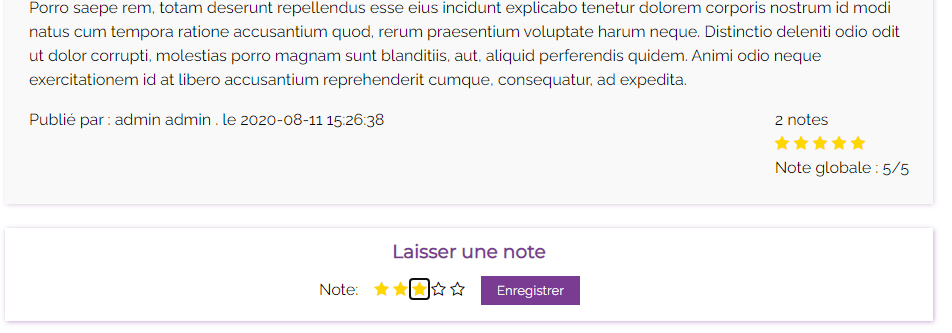 Porro saepe rem, totam deserunt repellendus esse eius incidunt explicabo tenetur dolorem corporis nostrum id modi
natus cum tempora ratione accusantium quod, rerum praesentium voluptate harum neque. Distinctio deleniti odio odit
ut dolor corrupti, molestias porro magnam sunt blanditiis, aut, aliquid perferendis quidem. Animi odio neque
exercitationem id at libero accusantium reprehenderit cumque, consequatur, ad expedita.
Publié par : admin admin . le 2020-08-11 15:26:38
2 notes
Note globale : 5/5
Laisser une note
Note:
Enregistrer